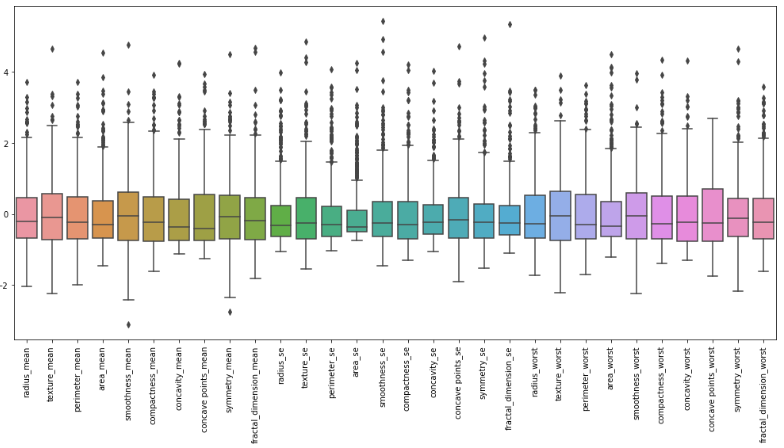 4
2
0
-2
radius_mean
texture_mean
perimeter_mean
area_mean
smoothness_mean
compactness_mean
concavity_mean
concave points_mean
symmetry_mean
fractal_dimension_mean
radius_se
texture_se
perimeter_se
area_se
smoothness_se
compactness_se
concavity_se
concave points_se
symmetry_se
fractal_dimension_se
radius_worst
texture_worst
perimeter_worst
area_worst
smoothness_worst
compactness_worst
concavity_worst
concave points_worst
symmetry_worst
fractal_dimension_worst